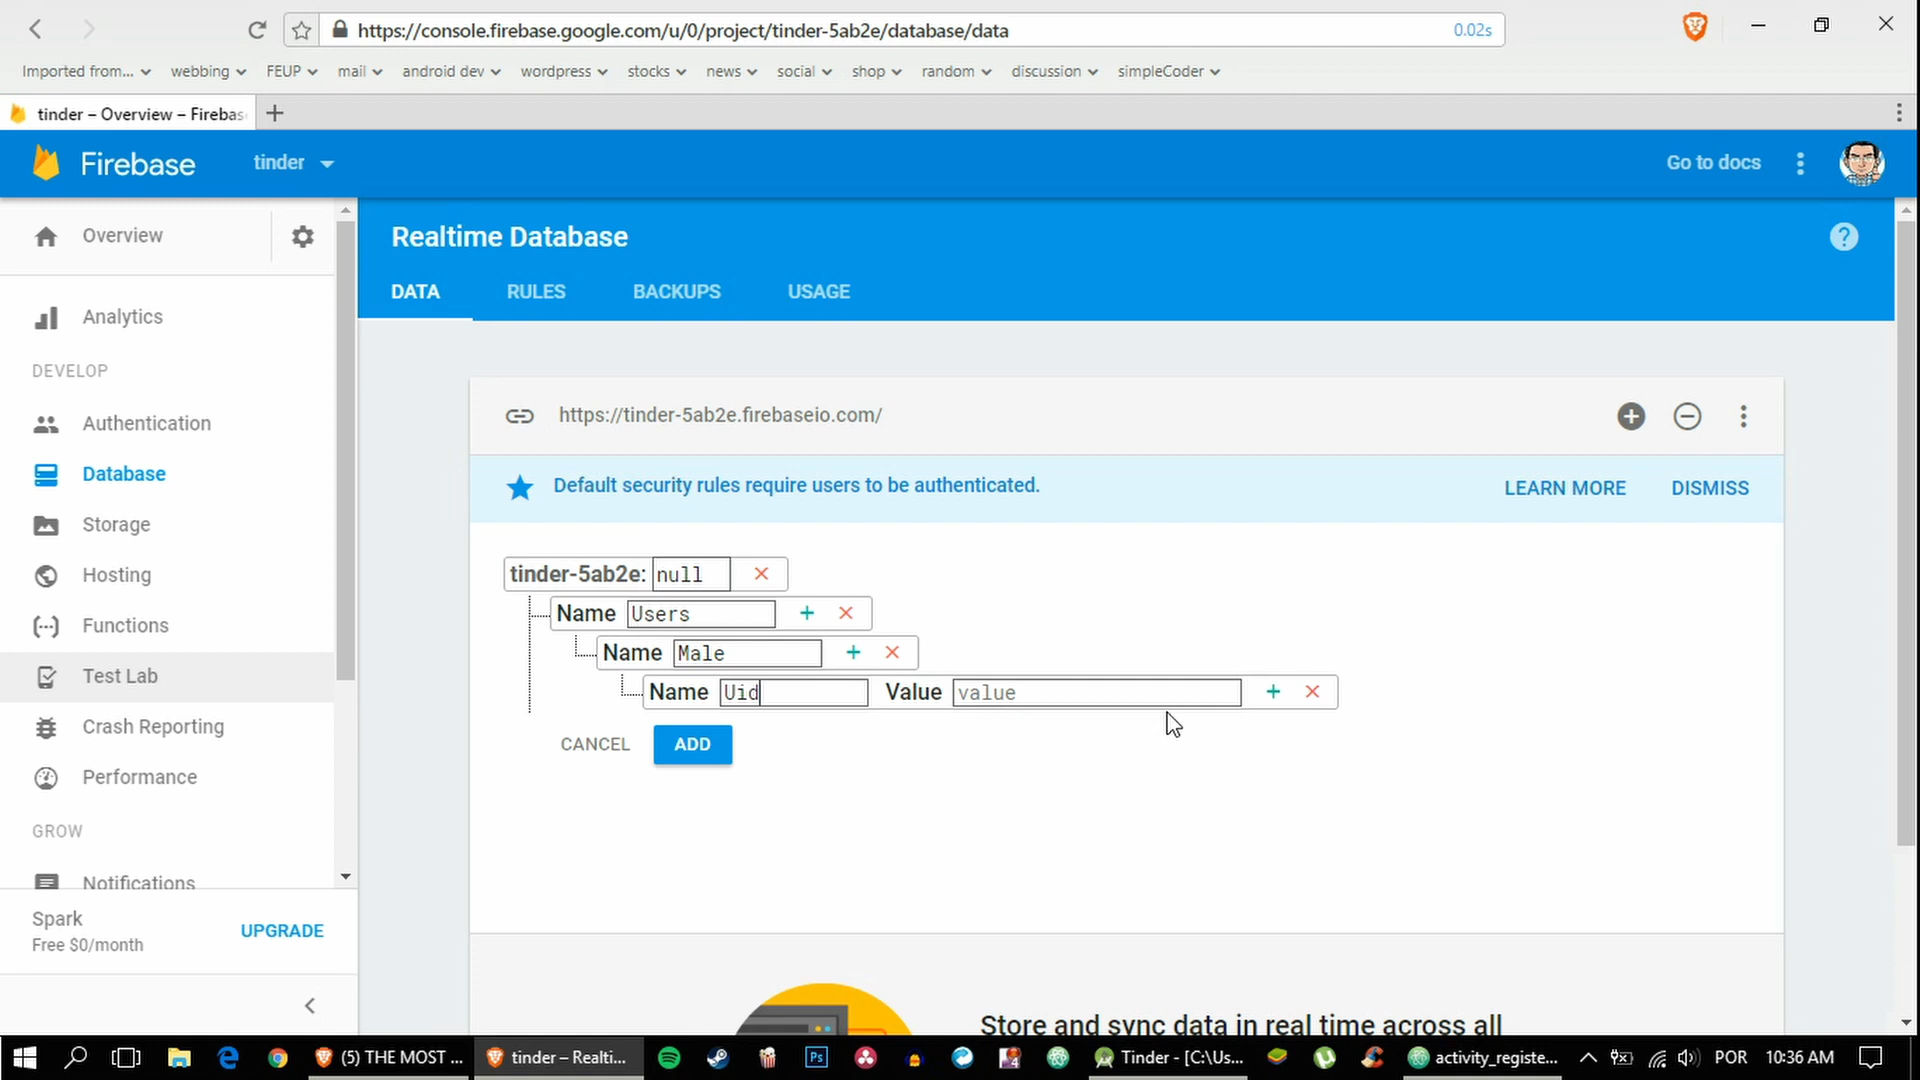 https://console.firebase.google.com/u/0/project/tinder-5ab2e/database/data
0.02s
Imported from...
webbing
FEUP
mail
android dev
wordpress
stocks
news
social
shop
random
discussion
simpleCoder
tinder – Overview – Firebas
Firebase
tinder
Go to docs
Overview
Analytics
DEVELOP
Authentication
Database
Storage
Hosting
Functions
Test Lab
Crash Reporting
Performance
GROW
Notifications
Spark
Free $0/month
UPGRADE
Realtime Database
DATA
RULES
BACKUPS
USAGE
https://tinder-5ab2e.firebaseio.com/
Default security rules require users to be authenticated.
LEARN MORE
DISMISS
tinder-5ab2e: null
Name Users
Name Male
Name Uid Value value
CANCEL
ADD
Store and sync data in real time across all
(5) THE MOST ...
tinder – Realti...
Ps
Tinder - [C:\Us...
activity_registe...
POR
10:36 AM